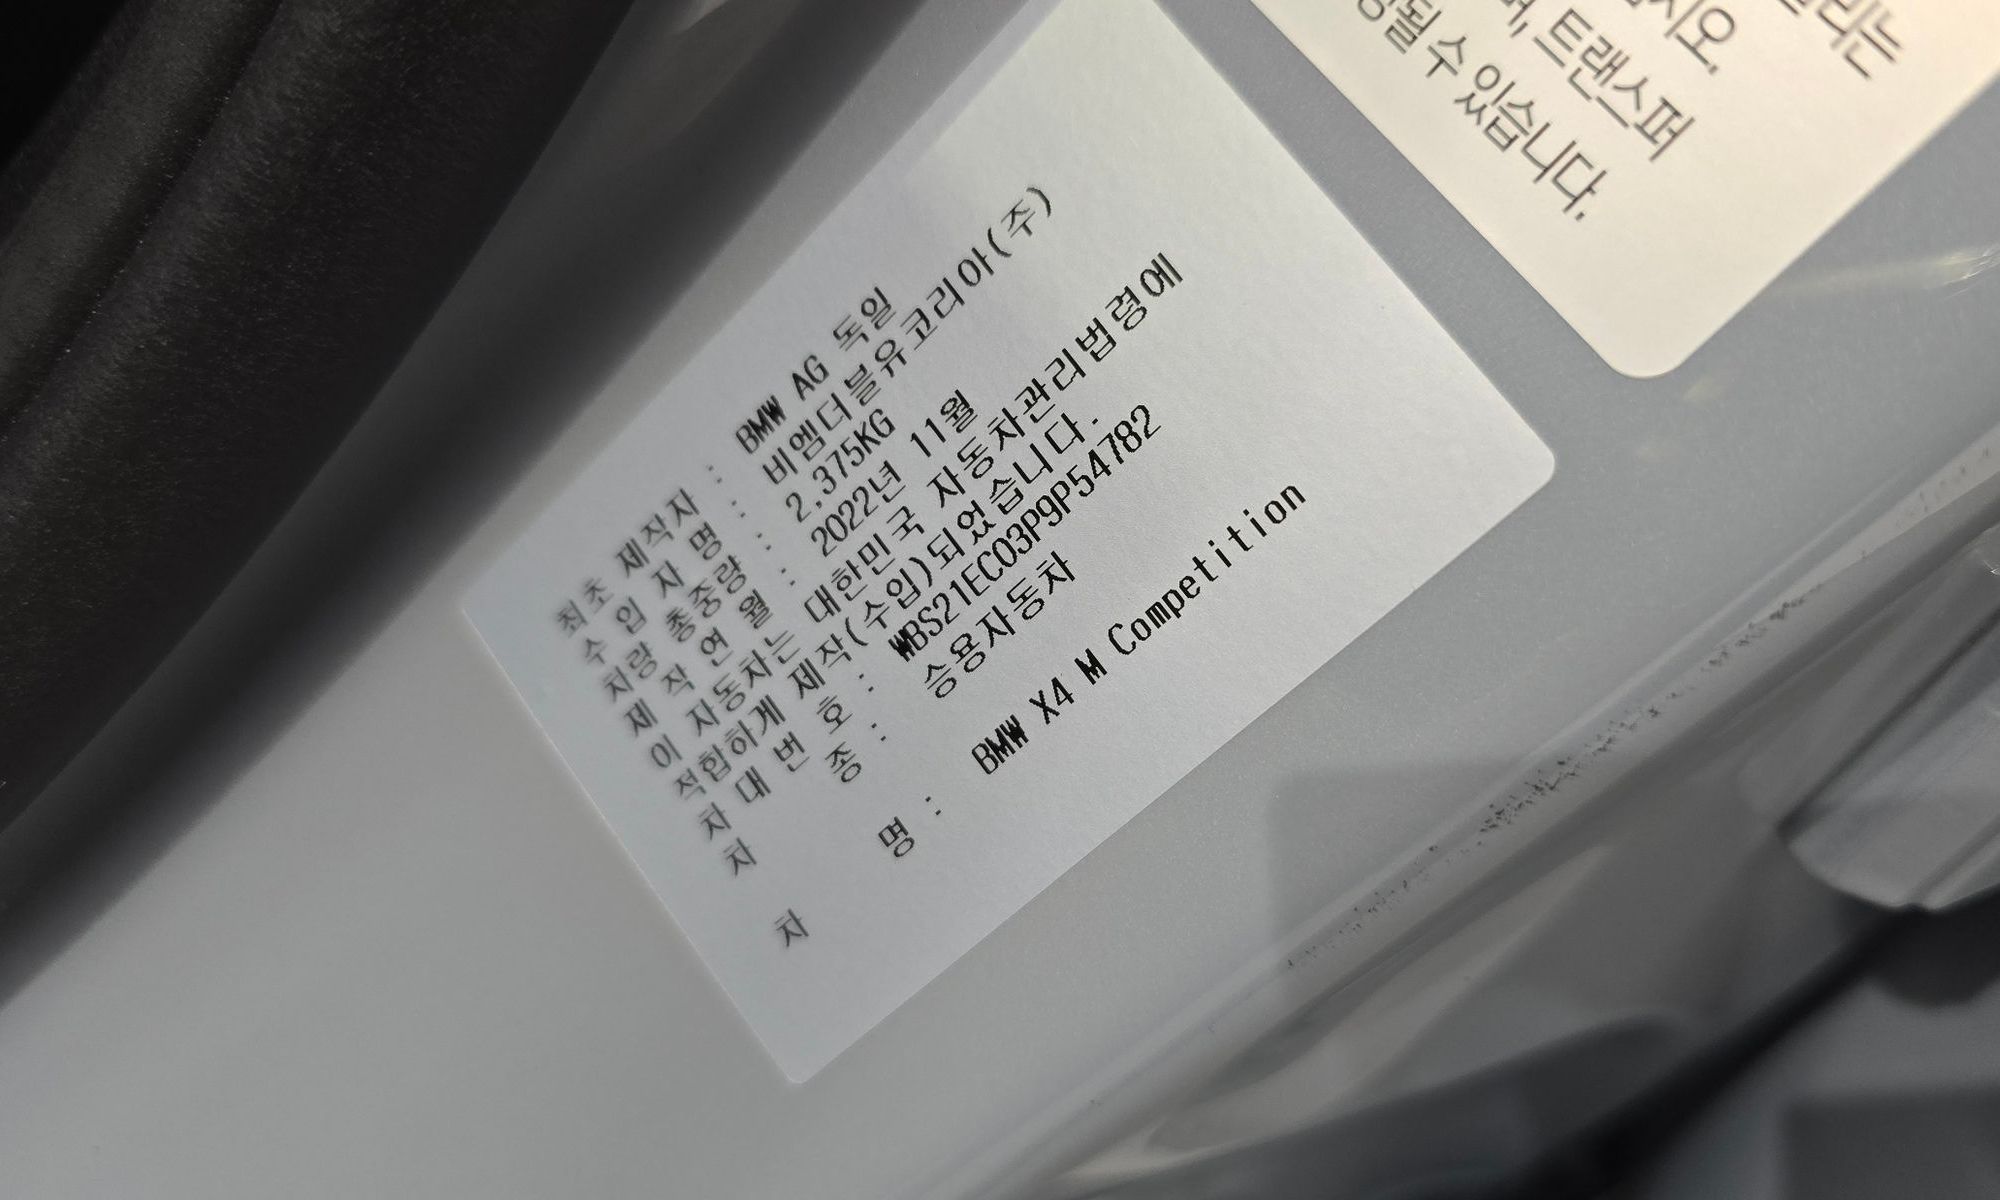 최초 제작자 : BMW AG 독일
수 입 자 명 : 비엠더블유코리아(주)
차량 총중량 : 2,375KG
제 작 연 월 : 2022년 11월
이 자동차는 대한민국 자동차관리법령에
적합하게 제작(수입)되었습니다.
차 대 번 호 : WBS21EC03P9P54782
차 종 : 승용자동차
차 명 : BMW X4 M Competition
트랜스퍼
수 있습니다.